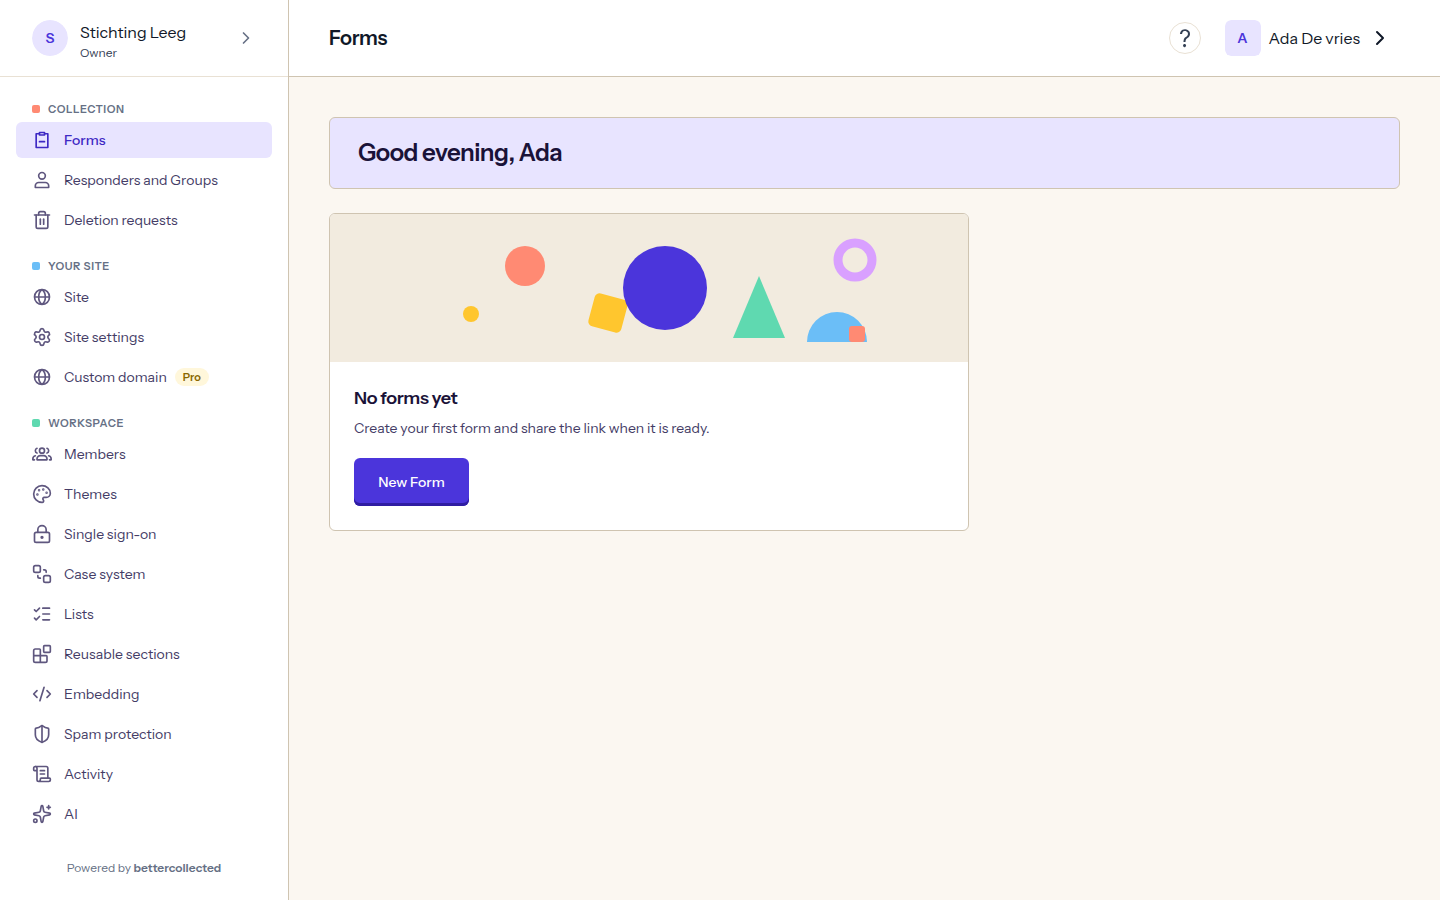 S
Stichting Leeg
Owner
COLLECTION
Forms
Responders and Groups
Deletion requests
YOUR SITE
Site
Site settings
Custom domain Pro
WORKSPACE
Members
Themes
Single sign-on
Case system
Lists
Reusable sections
Embedding
Spam protection
Activity
AI
Powered by bettercollected
Forms
?
A Ada De vries
Good evening, Ada
No forms yet
Create your first form and share the link when it is ready.
New Form